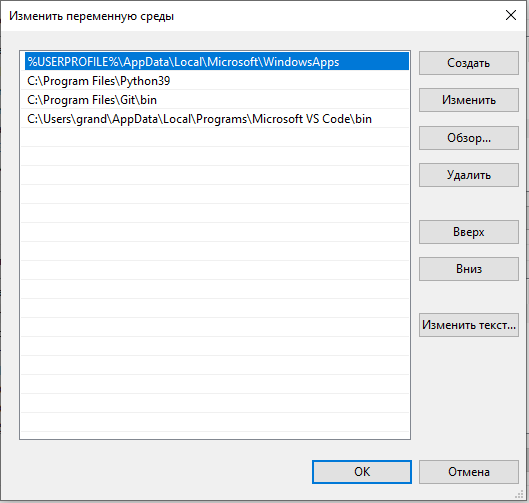 Изменить переменную среды
%USERPROFILE%\AppData\Local\Microsoft\WindowsApps
C:\Program Files\Python39
C:\Program Files\Git\bin
C:\Users\grand\AppData\Local\Programs\Microsoft VS Code\bin
Создать
Изменить
Обзор...
Удалить
Вверх
Вниз
Изменить текст...
ОК
Отмена